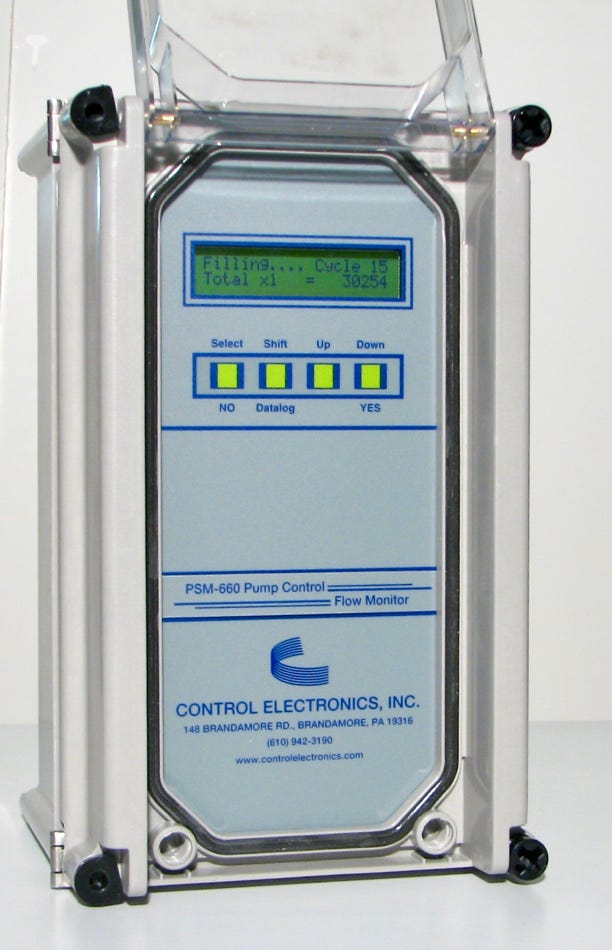 Filling.... Cycle 15
Total x1 = 30254
Select Shift Up Down
NO Datalog YES
PSM-660 Pump Control
Flow Monitor
CONTROL ELECTRONICS, INC.
148 BRANDAMORE RD., BRANDAMORE, PA 19316
(610) 942-3190
www.controlelectronics.com